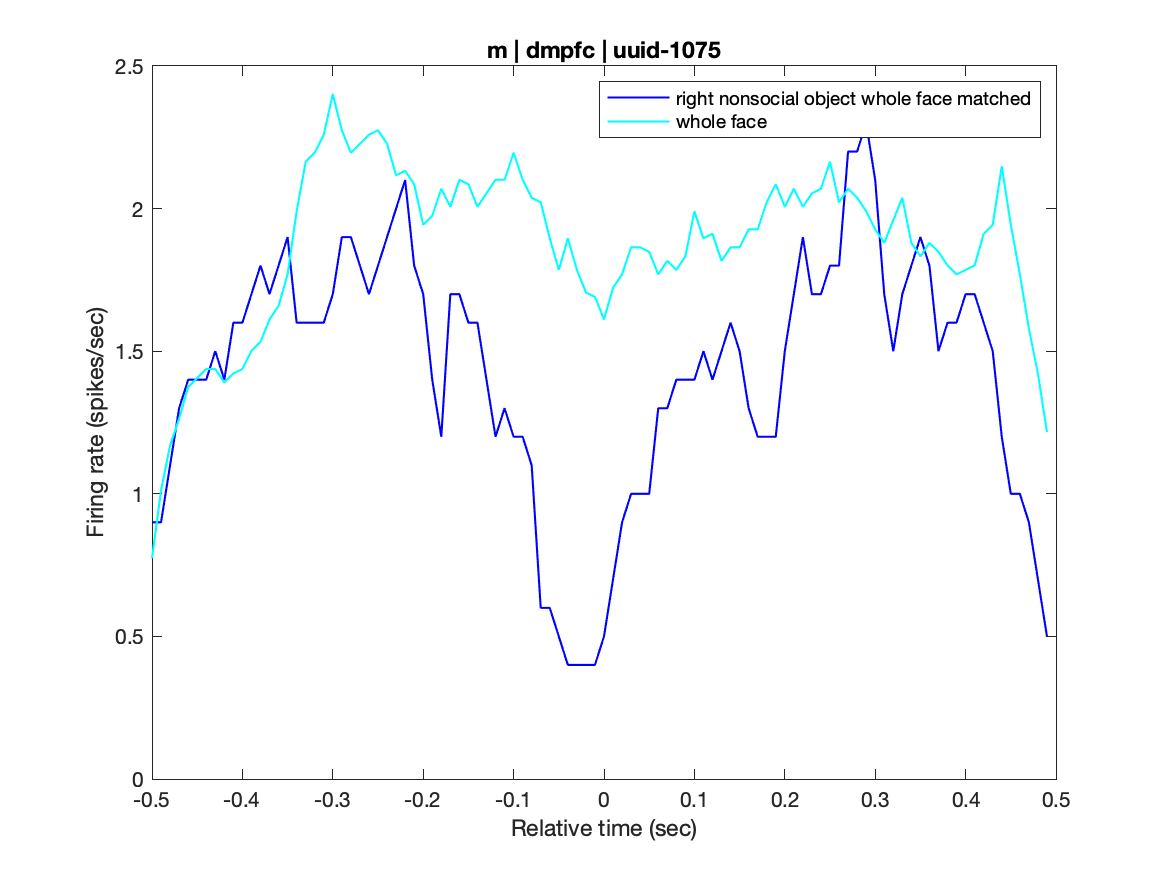 m | dmpfc | uuid-1075
right nonsocial object whole face matched
whole face
Firing rate (spikes/sec)
2.5
2
1.5
1
0.5
0
-0.5 -0.4 -0.3 -0.2 -0.1 0 0.1 0.2 0.3 0.4 0.5
Relative time (sec)